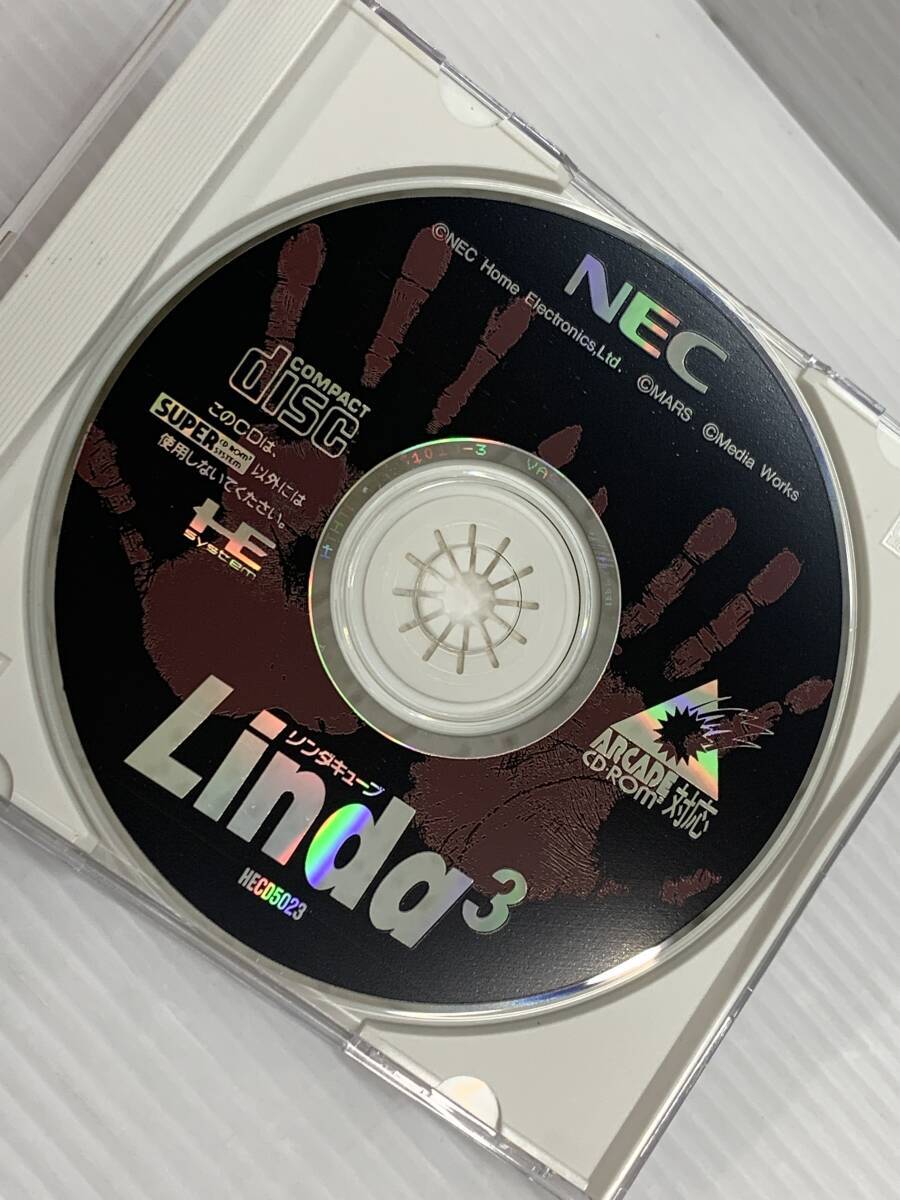 NEC
©NEC Home Electronics,Ltd. ©MARS ©Media Works
COMPACT
disc
このCDは、
SUPER CD-ROM² SYSTEM 以外には
使用しないでください。
HE
system
リンダキューブ
Linda³
HECD5023
ARCADE
CD-ROM² 対応